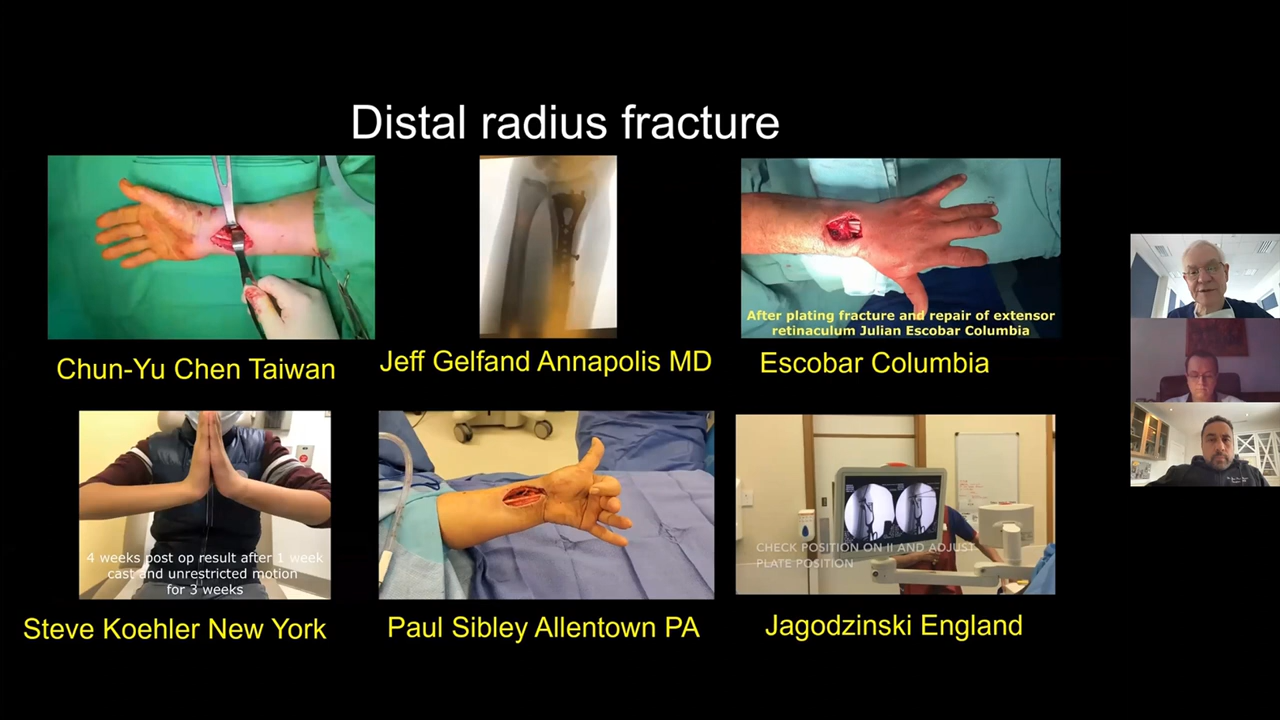 Distal radius fracture
After plating fracture and repair of extensor
retinaculum Julian Escobar Columbia
Chun-Yu Chen Taiwan
Jeff Gelfand Annapolis MD
Escobar Columbia
4 weeks post op result after 1 week
cast and unrestricted motion
for 3 weeks
CHECK POSITION ON II AND ADJUST
PLATE POSITION
Steve Koehler New York
Paul Sibley Allentown PA
Jagodzinski England